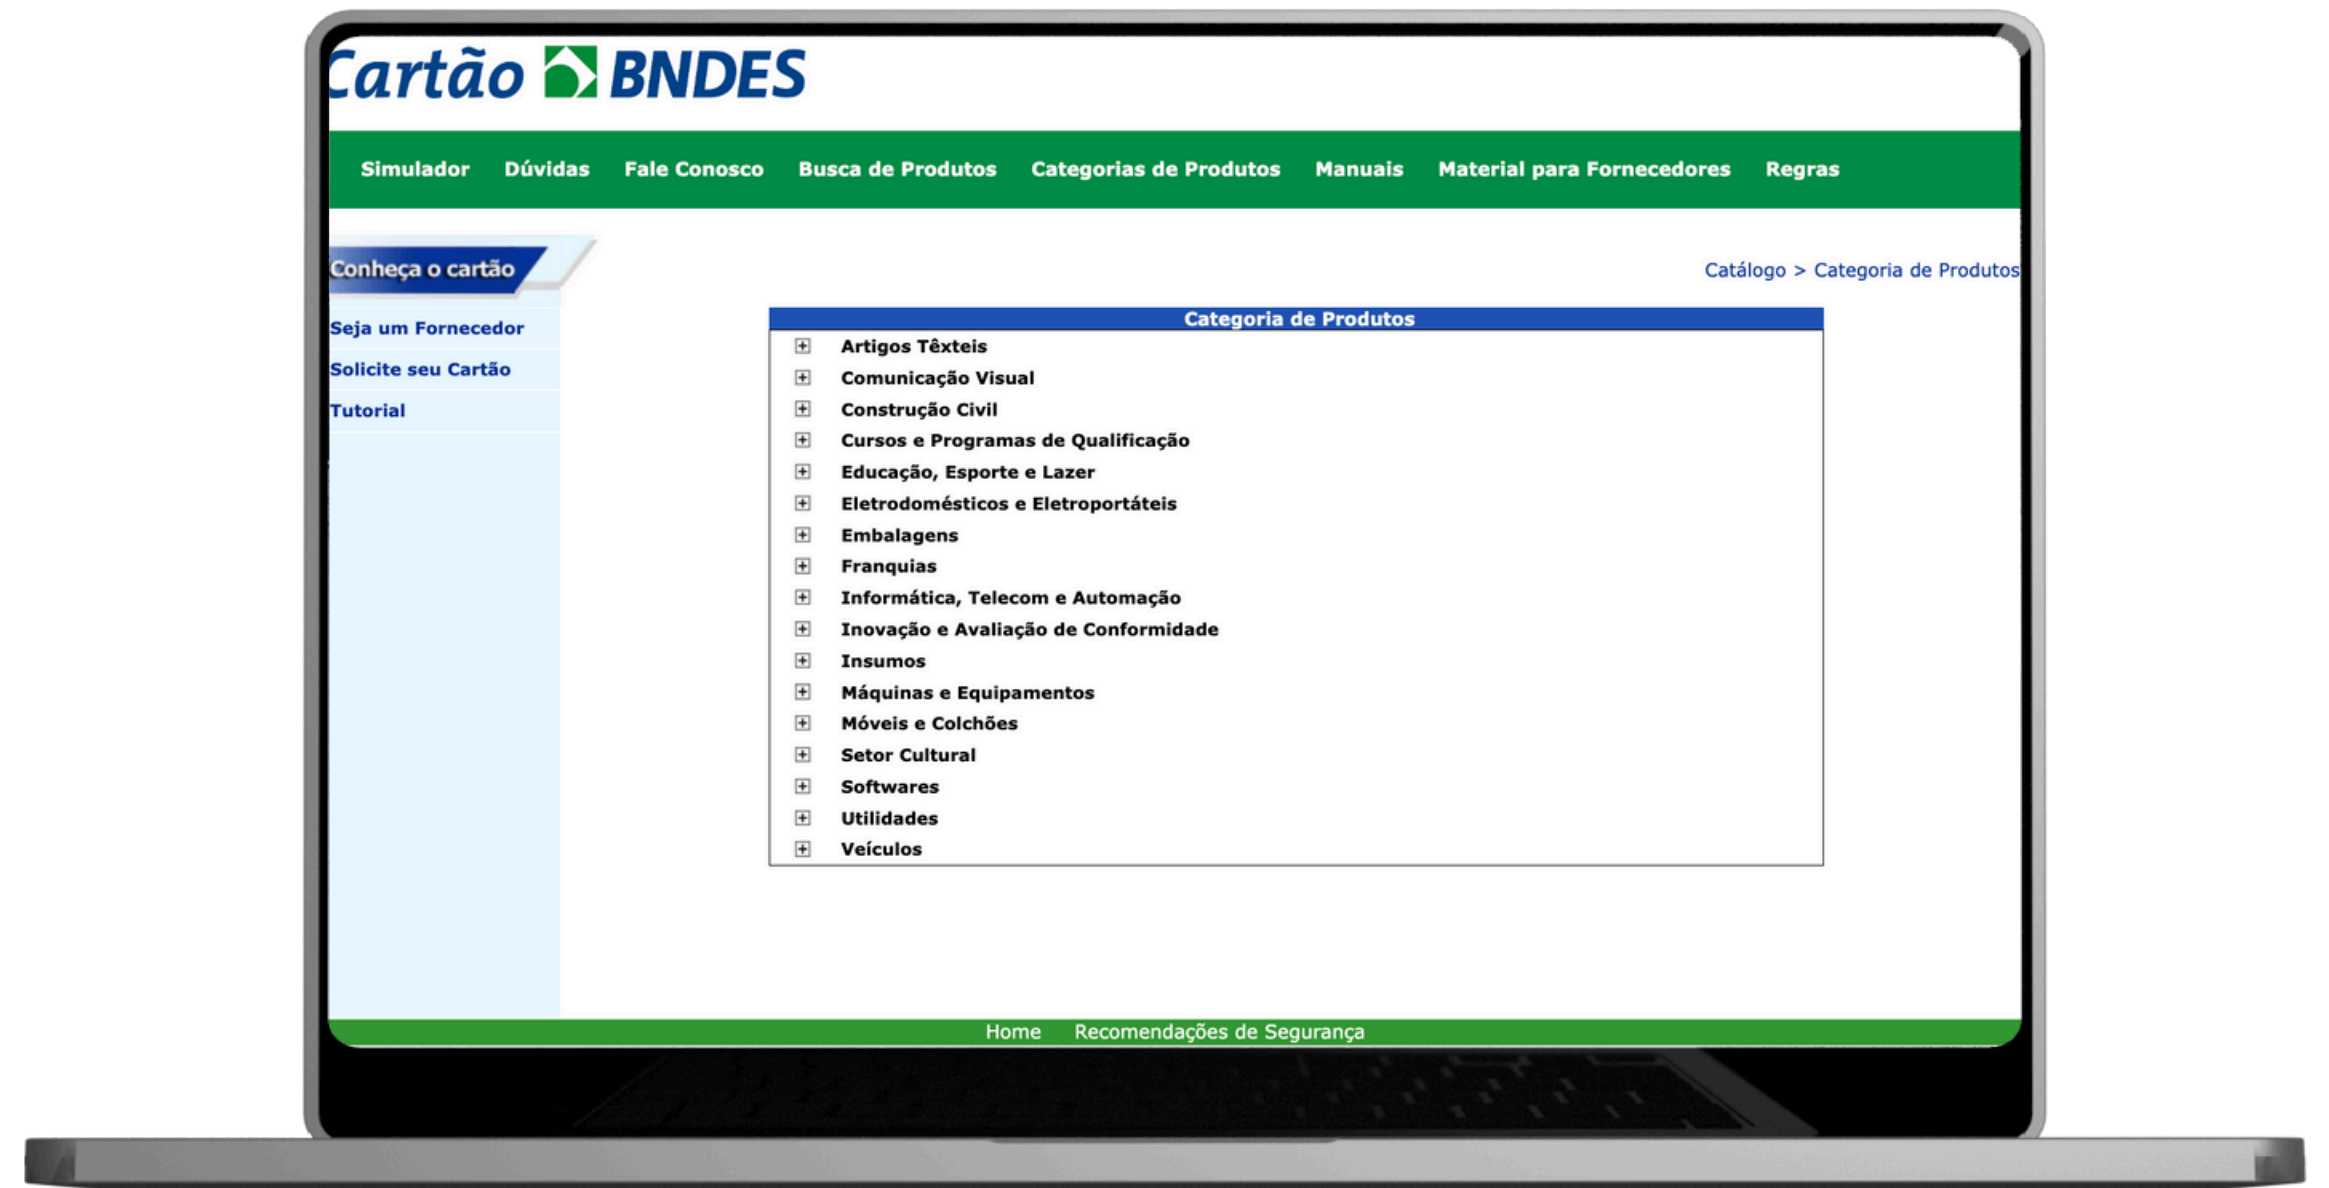 Cartão BNDES
Simulador Dúvidas Fale Conosco Busca de Produtos Categorias de Produtos Manuais Material para Fornecedores Regras
Conheça o cartão
Seja um Fornecedor
Solicite seu Cartão
Tutorial
Catálogo > Categoria de Produtos
Categoria de Produtos
Artigos Têxteis
Comunicação Visual
Construção Civil
Cursos e Programas de Qualificação
Educação, Esporte e Lazer
Eletrodomésticos e Eletroportáteis
Embalagens
Franquias
Informática, Telecom e Automação
Inovação e Avaliação de Conformidade
Insumos
Máquinas e Equipamentos
Móveis e Colchões
Setor Cultural
Softwares
Utilidades
Veículos
Home Recomendações de Segurança